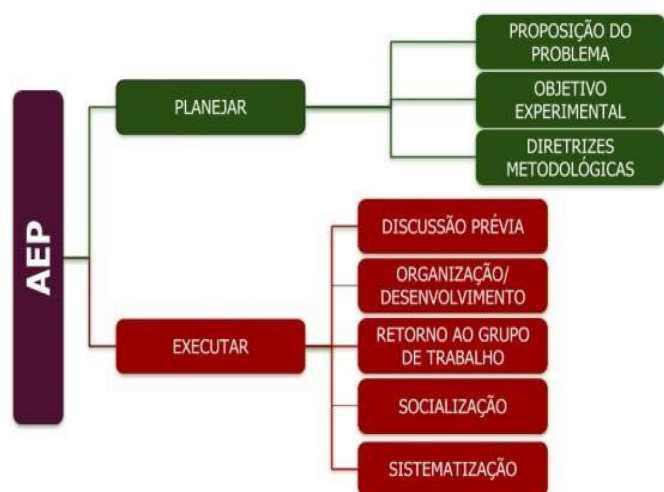 AEP
PLANEJAR
PROPOSIÇÃO DO
PROBLEMA
OBJETIVO
EXPERIMENTAL
DIRETRIZES
METODOLÓGICAS
EXECUTAR
DISCUSSÃO PRÉVIA
ORGANIZAÇÃO/
DESENVOLVIMENTO
RETORNO AO GRUPO
DE TRABALHO
SOCIALIZAÇÃO
SISTEMATIZAÇÃO